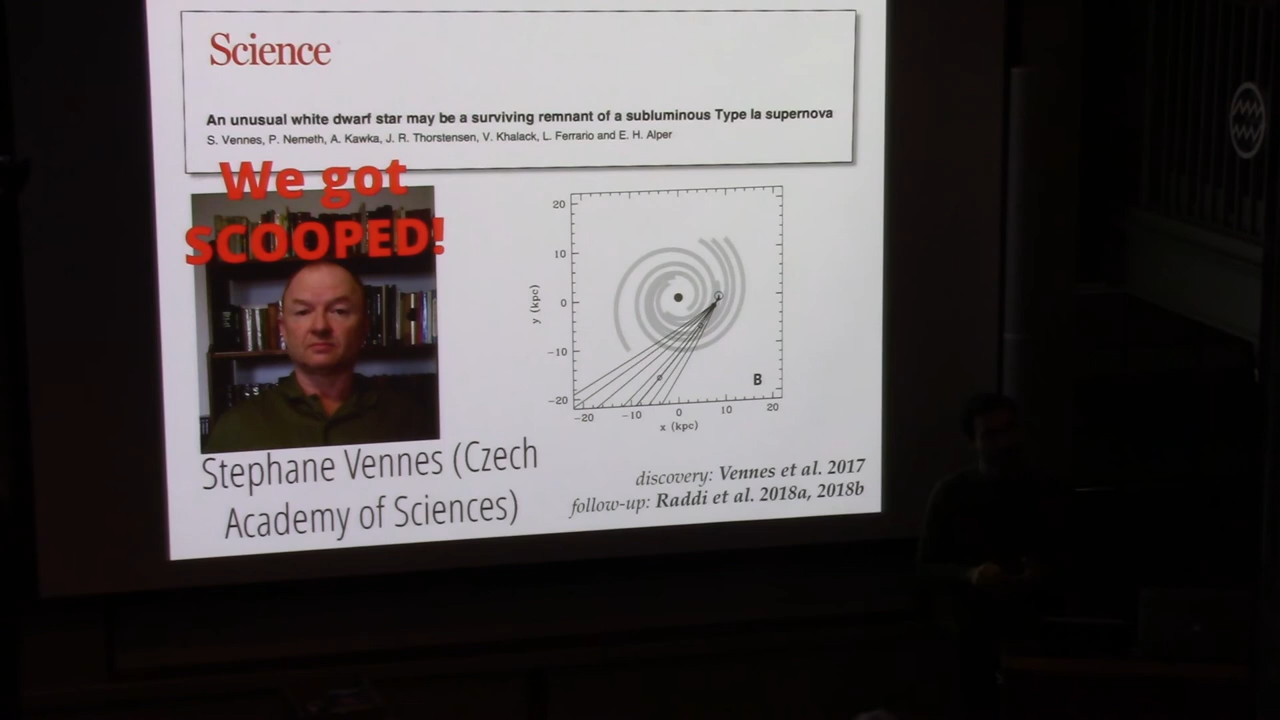 Science
An unusual white dwarf star may be a surviving remnant of a subluminous Type Ia supernova
S. Vennes, P. Nemeth, A. Kawka, J. R. Thorstensen, V. Khalack, L. Ferrario and E. H. Alper
We got
SCOOPED!
20
10
0
−10
−20
y (kpc)
B
−20 −10 0 10 20
x (kpc)
Stephane Vennes (Czech
Academy of Sciences)
discovery: Vennes et al. 2017
follow-up: Raddi et al. 2018a, 2018b